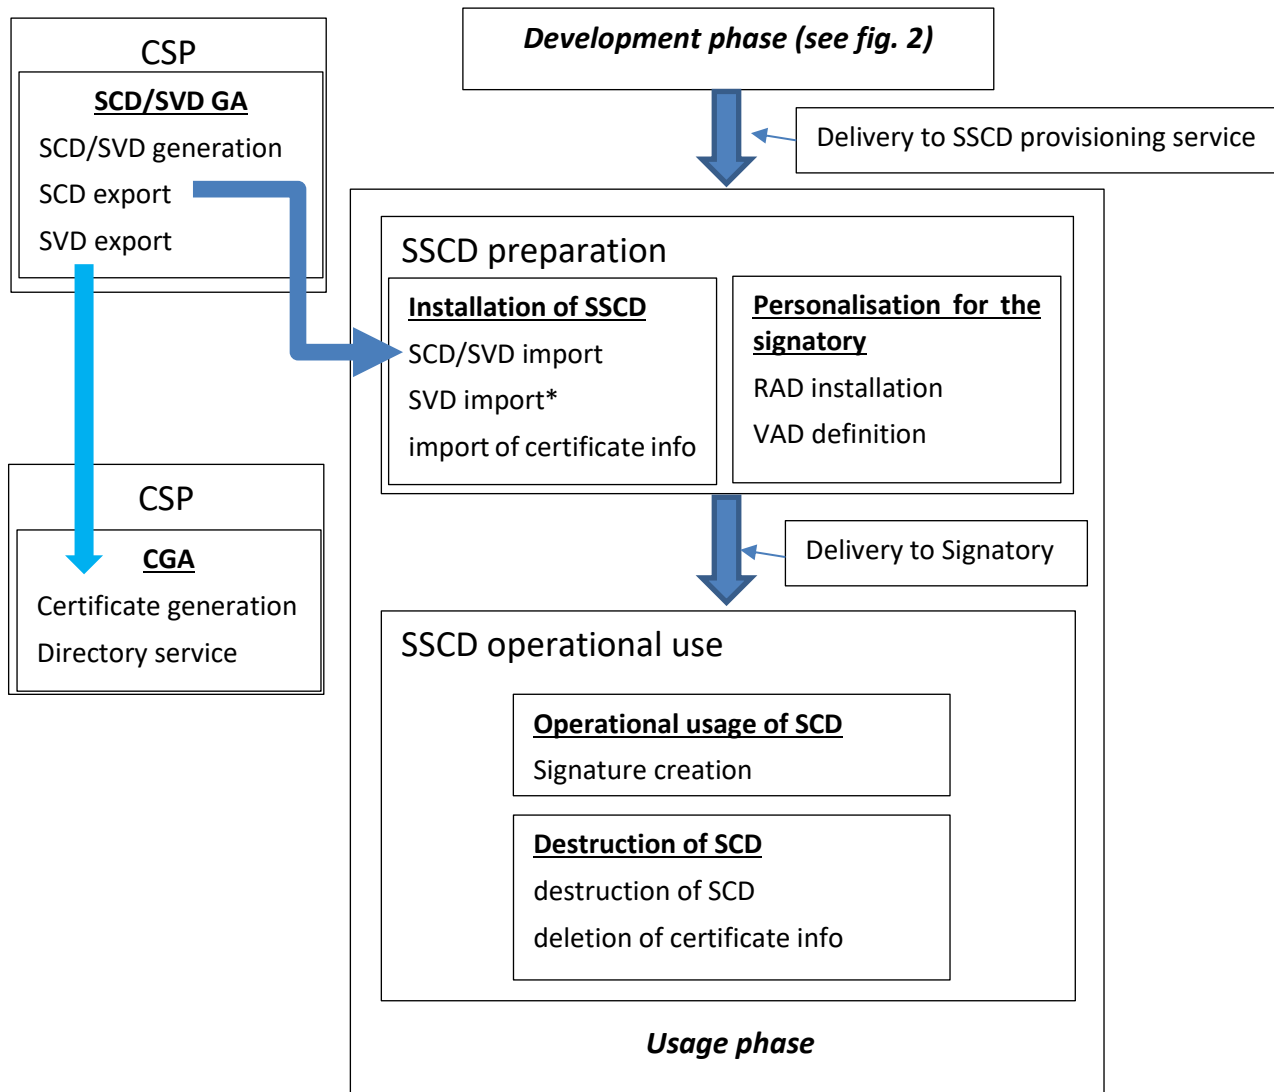 CSP
SCD/SVD GA
SCD/SVD generation
SCD export
SVD export
Development phase (see fig. 2)
Delivery to SSCD provisioning service
SSCD preparation
Installation of SSCD
SCD/SVD import
SVD import*
import of certificate info
Personalisation for the
signatory
RAD installation
VAD definition
CSP
CGA
Certificate generation
Directory service
Delivery to Signatory
SSCD operational use
Operational usage of SCD
Signature creation
Destruction of SCD
destruction of SCD
deletion of certificate info
Usage phase